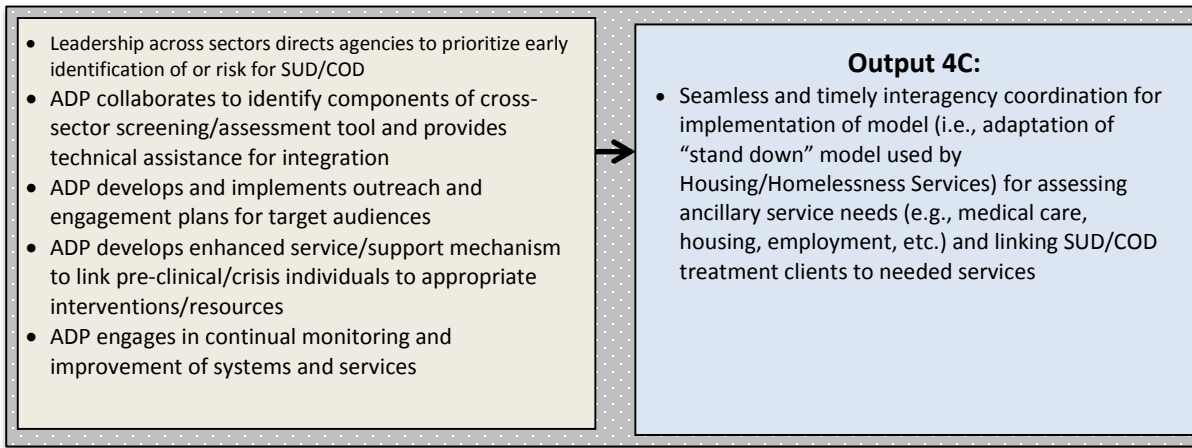 • Leadership across sectors directs agencies to prioritize early
identification of or risk for SUD/COD
• ADP collaborates to identify components of cross-
sector screening/assessment tool and provides
technical assistance for integration
• ADP develops and implements outreach and
engagement plans for target audiences
• ADP develops enhanced service/support mechanism
to link pre-clinical/crisis individuals to appropriate
interventions/resources
• ADP engages in continual monitoring and
improvement of systems and services
Output 4C:
• Seamless and timely interagency coordination for
implementation of model (i.e., adaptation of
“stand down” model used by
Housing/Homelessness Services) for assessing
ancillary service needs (e.g., medical care,
housing, employment, etc.) and linking SUD/COD
treatment clients to needed services